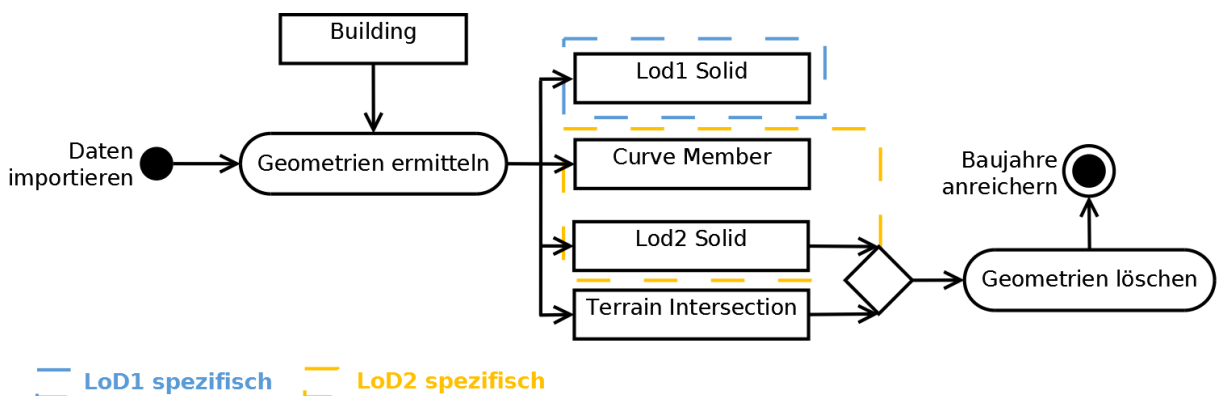 Building
Daten
importieren
Geometrien ermitteln
Lod1 Solid
Curve Member
Lod2 Solid
Terrain Intersection
Baujahre
anreichern
Geometrien löschen
LoD1 spezifisch
LoD2 spezifisch